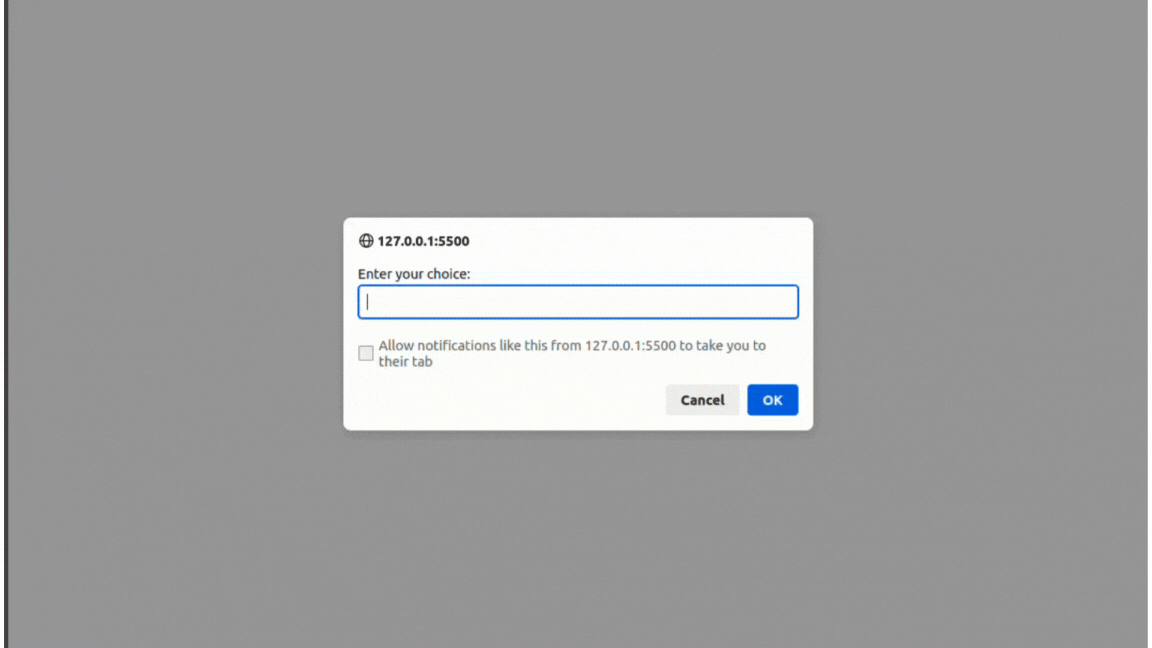 127.0.0.1:5500
Enter your choice:
Allow notifications like this from 127.0.0.1:5500 to take you to
their tab
Cancel OK